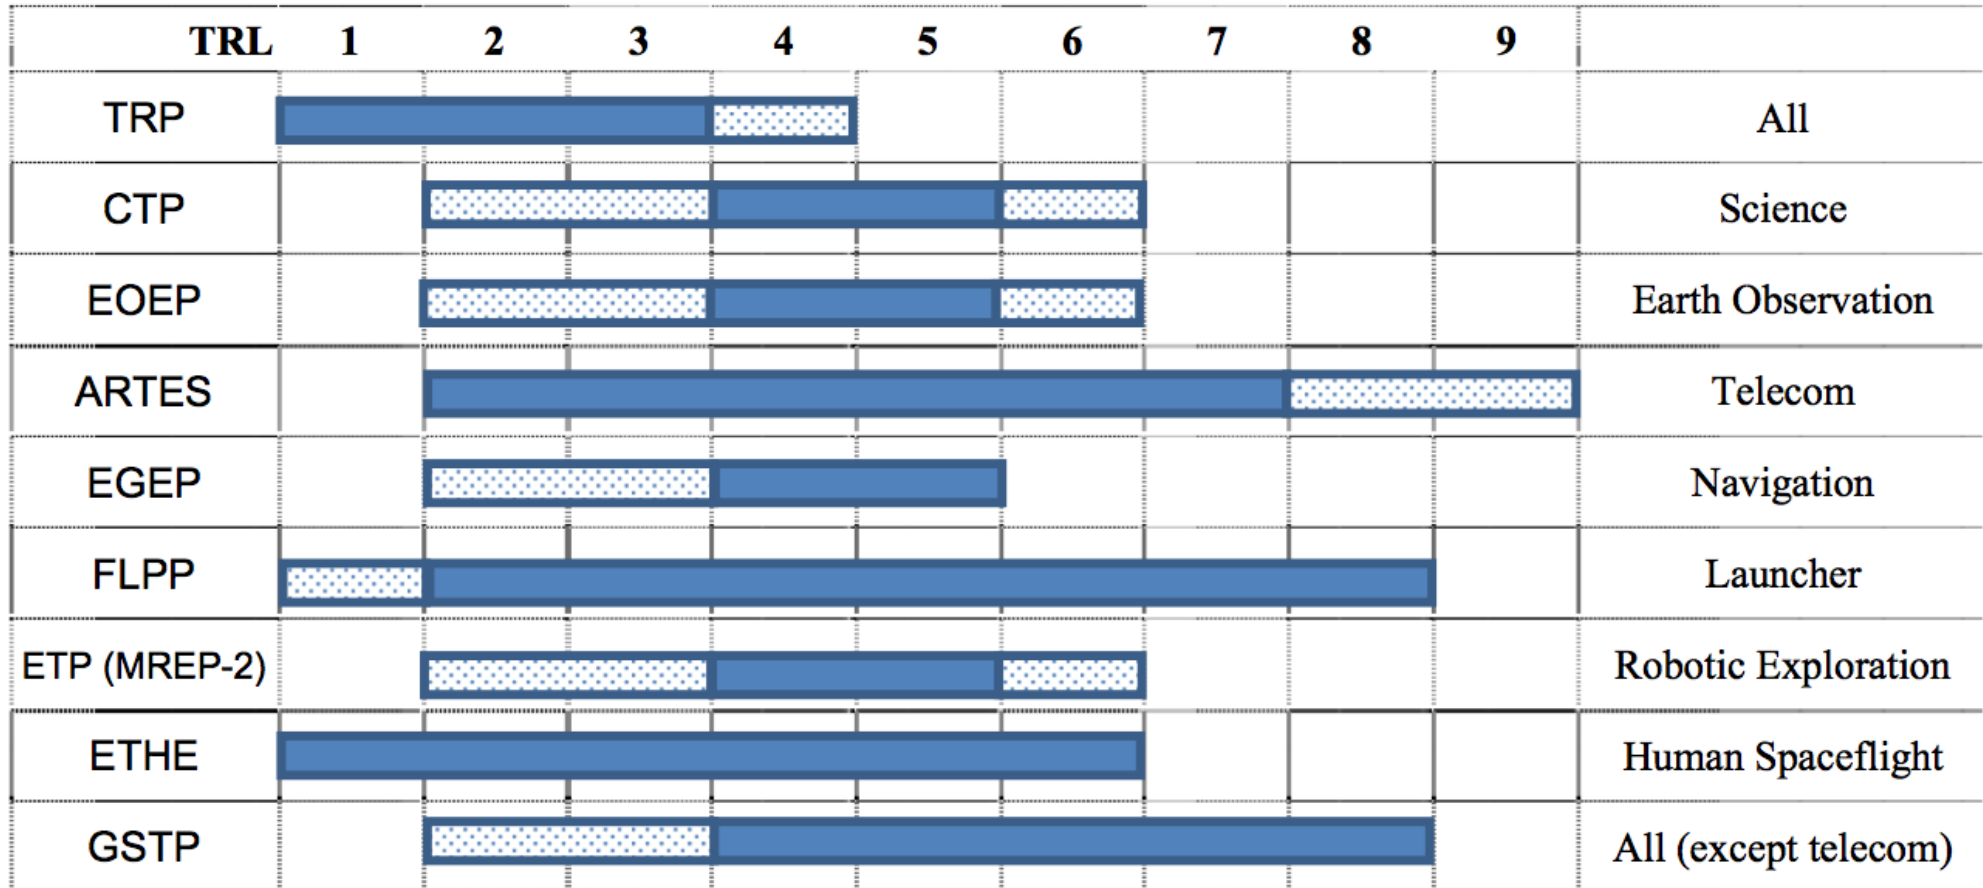 TRL 1 2 3 4 5 6 7 8 9
TRP All
CTP Science
EOEP Earth Observation
ARTES Telecom
EGEP Navigation
FLPP Launcher
ETP (MREP-2) Robotic Exploration
ETHE Human Spaceflight
GSTP All (except telecom)